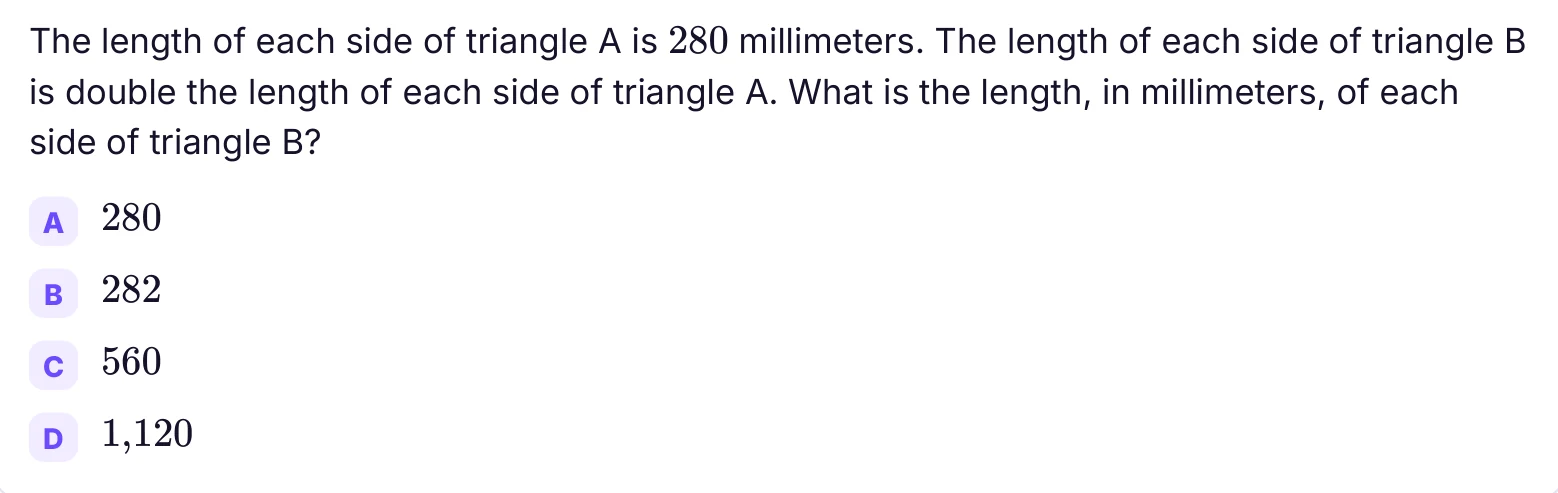 The length of each side of triangle A is 280 millimeters. The length of each side of triangle B
is double the length of each side of triangle A. What is the length, in millimeters, of each
side of triangle B?
A 280
B 282
C 560
D 1,120